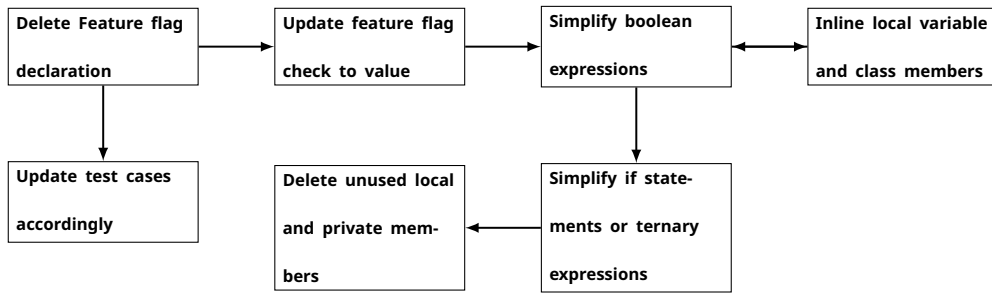 Delete Feature flag
declaration
Update feature flag
check to value
Simplify boolean
expressions
Inline local variable
and class members
Update test cases
accordingly
Delete unused local
and private mem-
bers
Simplify if state-
ments or ternary
expressions